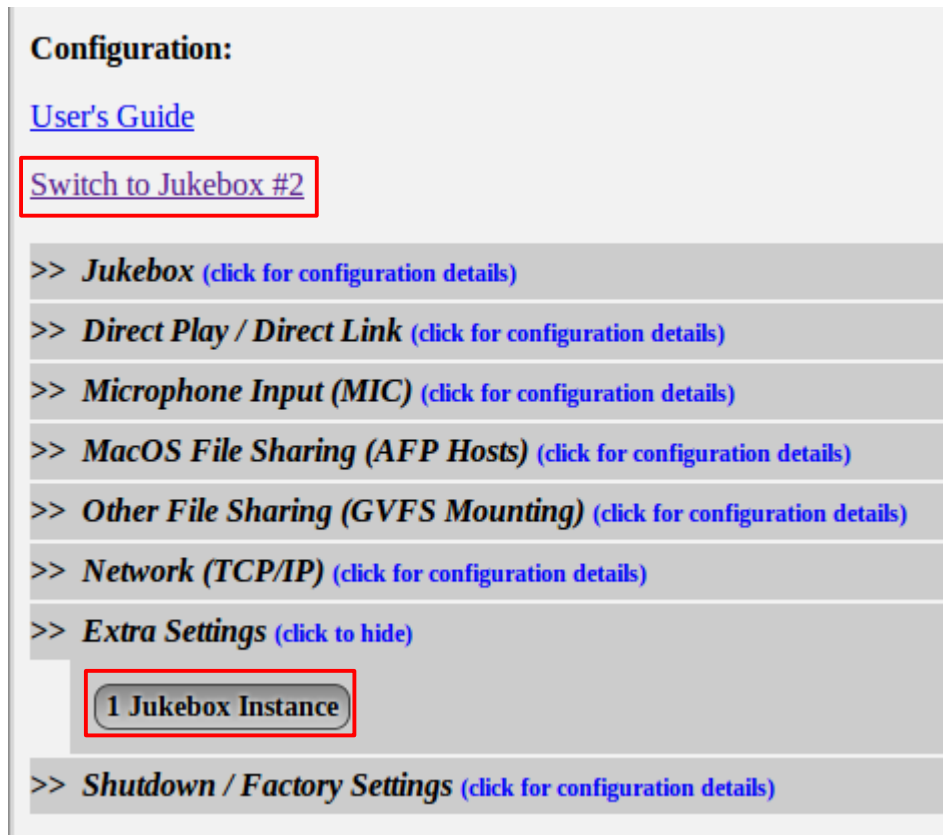 Configuration:
User's Guide
Switch to Jukebox #2
>> Jukebox (click for configuration details)
>> Direct Play / Direct Link (click for configuration details)
>> Microphone Input (MIC) (click for configuration details)
>> MacOS File Sharing (AFP Hosts) (click for configuration details)
>> Other File Sharing (GVFS Mounting) (click for configuration details)
>> Network (TCP/IP) (click for configuration details)
>> Extra Settings (click to hide)
1 Jukebox Instance
>> Shutdown / Factory Settings (click for configuration details)